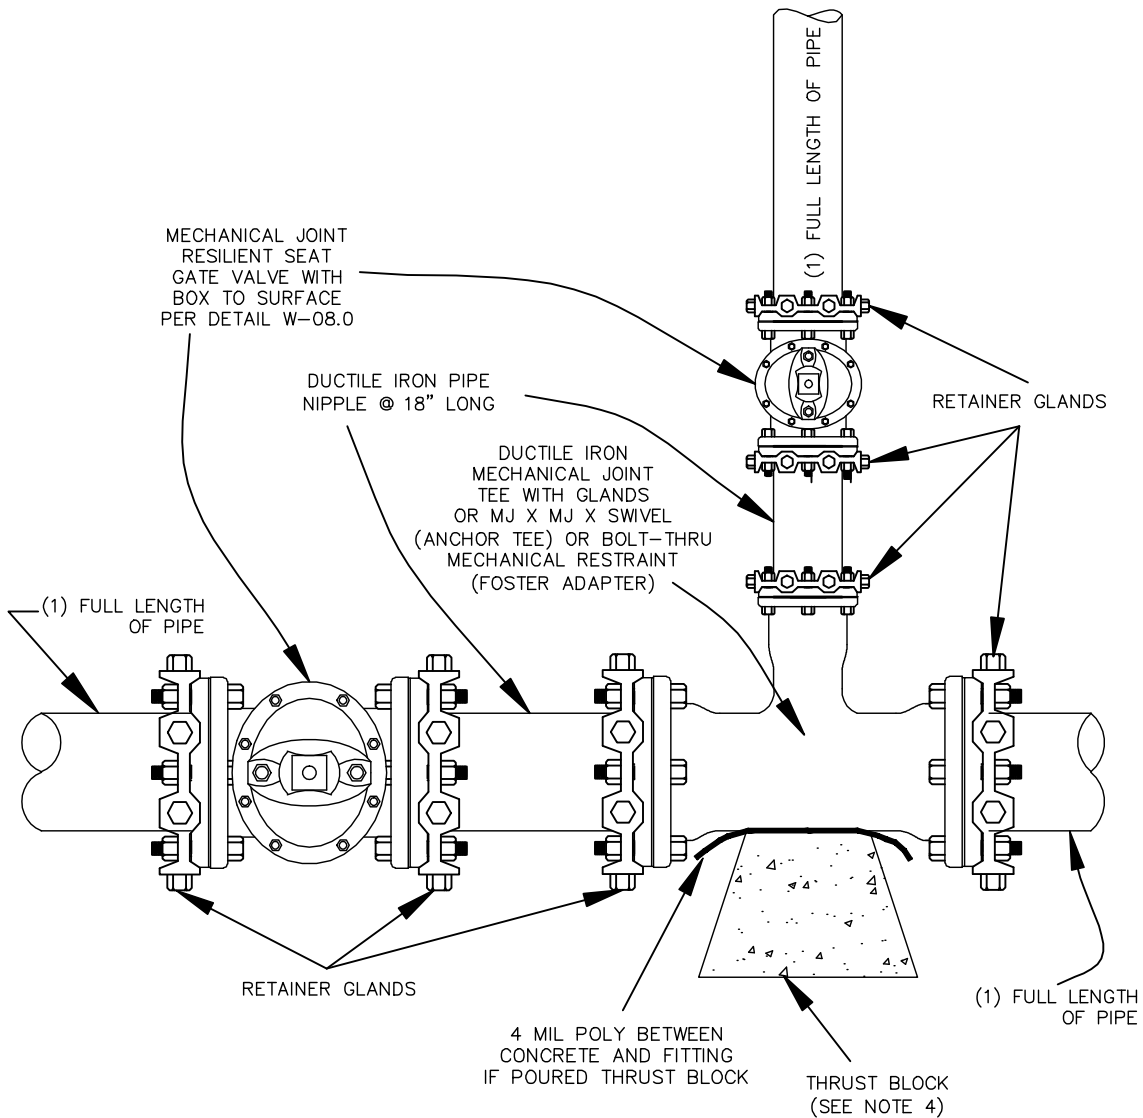 (1) FULL LENGTH OF PIPE
MECHANICAL JOINT
RESILIENT SEAT
GATE VALVE WITH
BOX TO SURFACE
PER DETAIL W-08.0
DUCTILE IRON PIPE
NIPPLE @ 18" LONG
RETAINER GLANDS
DUCTILE IRON
MECHANICAL JOINT
TEE WITH GLANDS
OR MJ X MJ X SWIVEL
(ANCHOR TEE) OR BOLT-THRU
MECHANICAL RESTRAINT
(FOSTER ADAPTER)
(1) FULL LENGTH
OF PIPE
RETAINER GLANDS
(1) FULL LENGTH
OF PIPE
4 MIL POLY BETWEEN
CONCRETE AND FITTING
IF POURED THRUST BLOCK
THRUST BLOCK
(SEE NOTE 4)